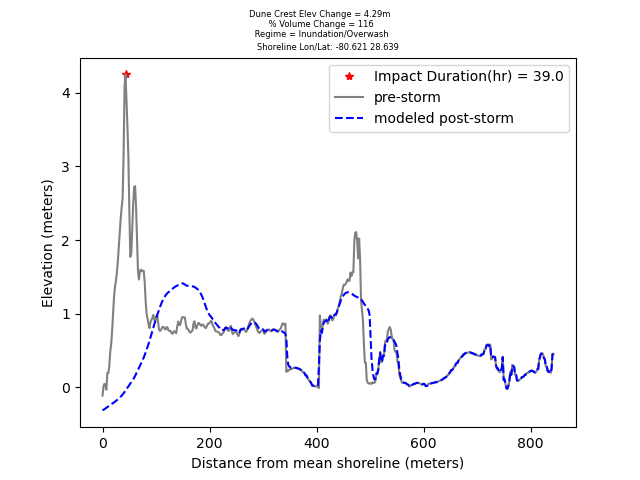 Dune Crest Elev Change = 4.29m
% Volume Change = 116
Regime = Inundation/Overwash
Shoreline Lon/Lat: -80.621 28.639
Impact Duration(hr) = 39.0
pre-storm
modeled post-storm
Elevation (meters)
4
3
2
1
0
0 200 400 600 800
Distance from mean shoreline (meters)